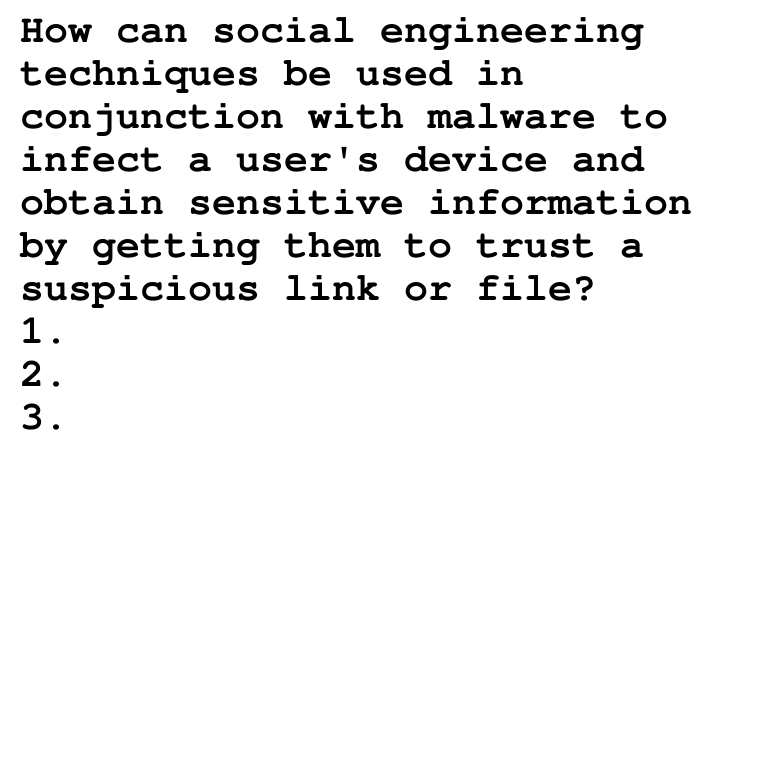 How can social engineering
techniques be used in
conjunction with malware to
infect a user's device and
obtain sensitive information
by getting them to trust a
suspicious link or file?
1.
2.
3.